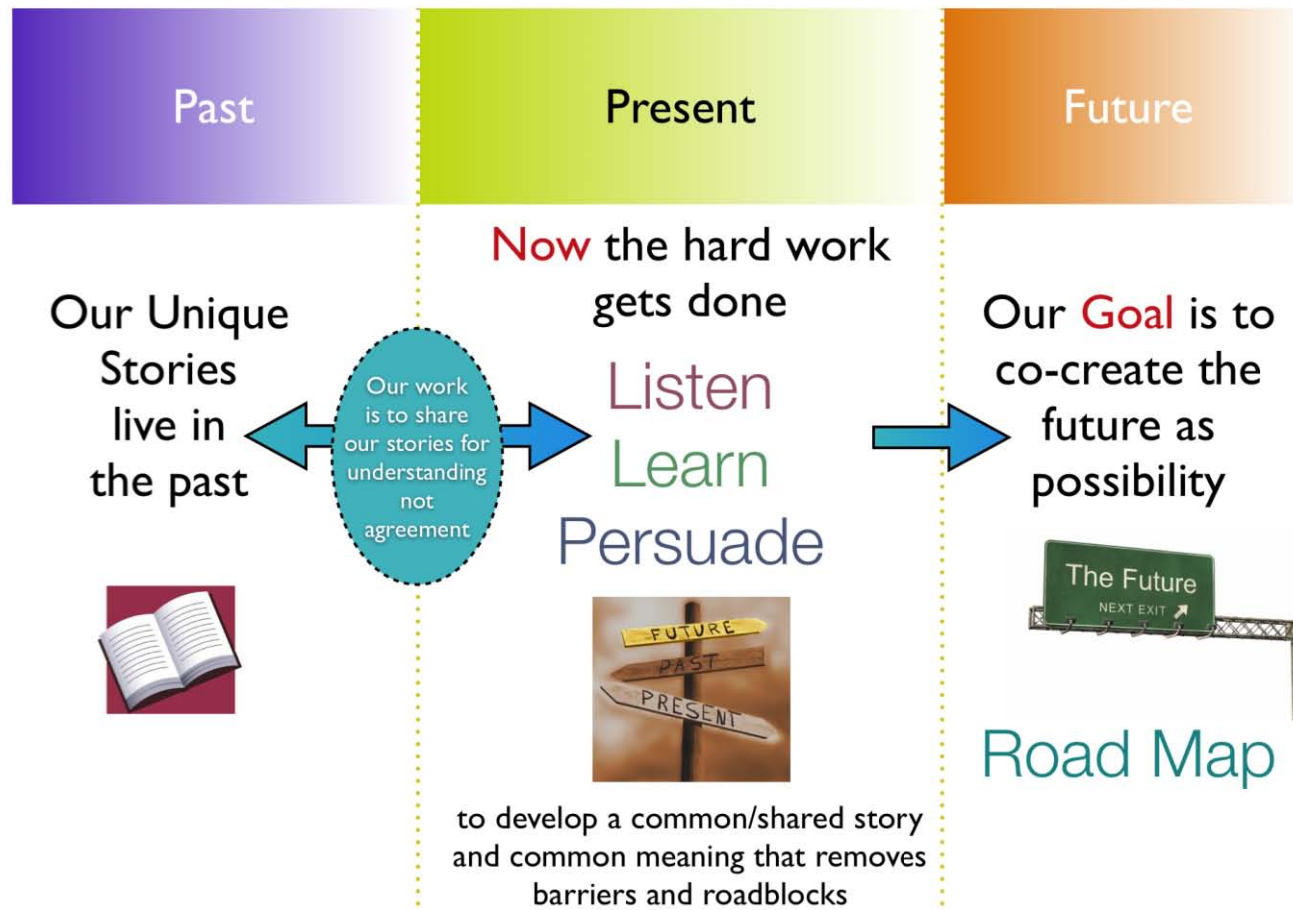 Past
Present
Future
Our Unique
Stories
live in
the past
Our work
is to share
our stories for
understanding
not
agreement
Now the hard work
gets done
Listen
Learn
Persuade
FUTURE
PAST
PRESENT
to develop a common/shared story
and common meaning that removes
barriers and roadblocks
Our Goal is to
co-create the
future as
possibility
The Future
NEXT EXIT
Road Map